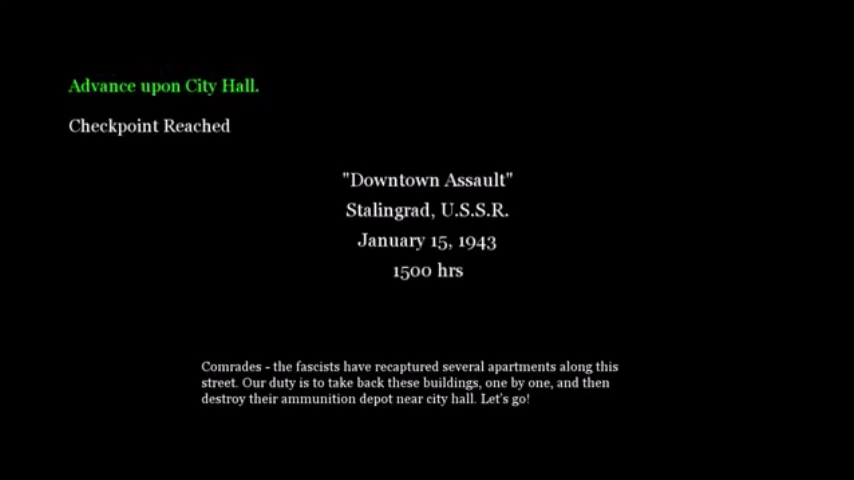 Advance upon City Hall.
Checkpoint Reached
"Downtown Assault"
Stalingrad, U.S.S.R.
January 15, 1943
1500 hrs
Comrades - the fascists have recaptured several apartments along this
street. Our duty is to take back these buildings, one by one, and then
destroy their ammunition depot near city hall. Let's go!